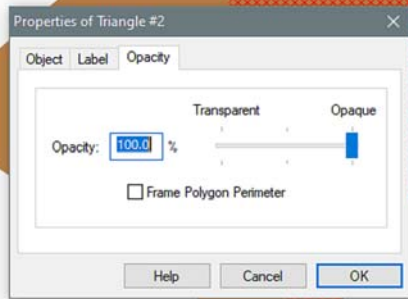 Properties of Triangle #2
Object Label Opacity
Transparent Opaque
Opacity: 100.0 %
Frame Polygon Perimeter
Help Cancel OK